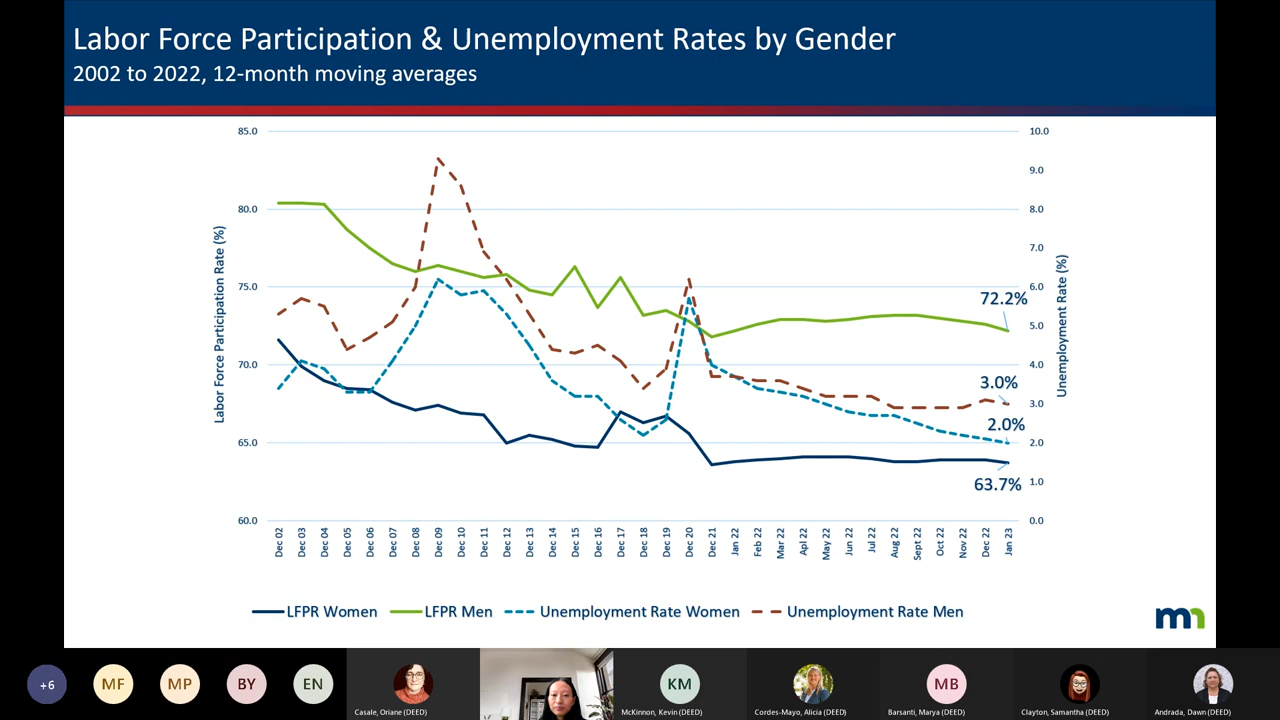 Labor Force Participation & Unemployment Rates by Gender
2002 to 2022, 12-month moving averages
85.0
80.0
75.0
70.0
65.0
60.0
Labor Force Participation Rate (%)
10.0
9.0
8.0
7.0
6.0
5.0
4.0
3.0
2.0
1.0
0.0
Unemployment Rate (%)
72.2%
3.0%
2.0%
63.7%
Dec 02
Dec 03
Dec 04
Dec 05
Dec 06
Dec 07
Dec 08
Dec 09
Dec 10
Dec 11
Dec 12
Dec 13
Dec 14
Dec 15
Dec 16
Dec 17
Dec 18
Dec 19
Dec 20
Dec 21
Jan 22
Feb 22
Mar 22
Apl 22
May 22
Jun 22
Jul 22
Aug 22
Sept 22
Oct 22
Nov 22
Dec 22
Jan 23
LFPR Women
LFPR Men
Unemployment Rate Women
Unemployment Rate Men
mn
+6
MF
MP
BY
EN
KM
MB
Casale, Oriane (DEED)
McKinnon, Kevin (DEED)
Cordes-Mayo, Alicia (DEED)
Barsanti, Marya (DEED)
Clayton, Samantha (DEED)
Andrada, Dawn (DEED)